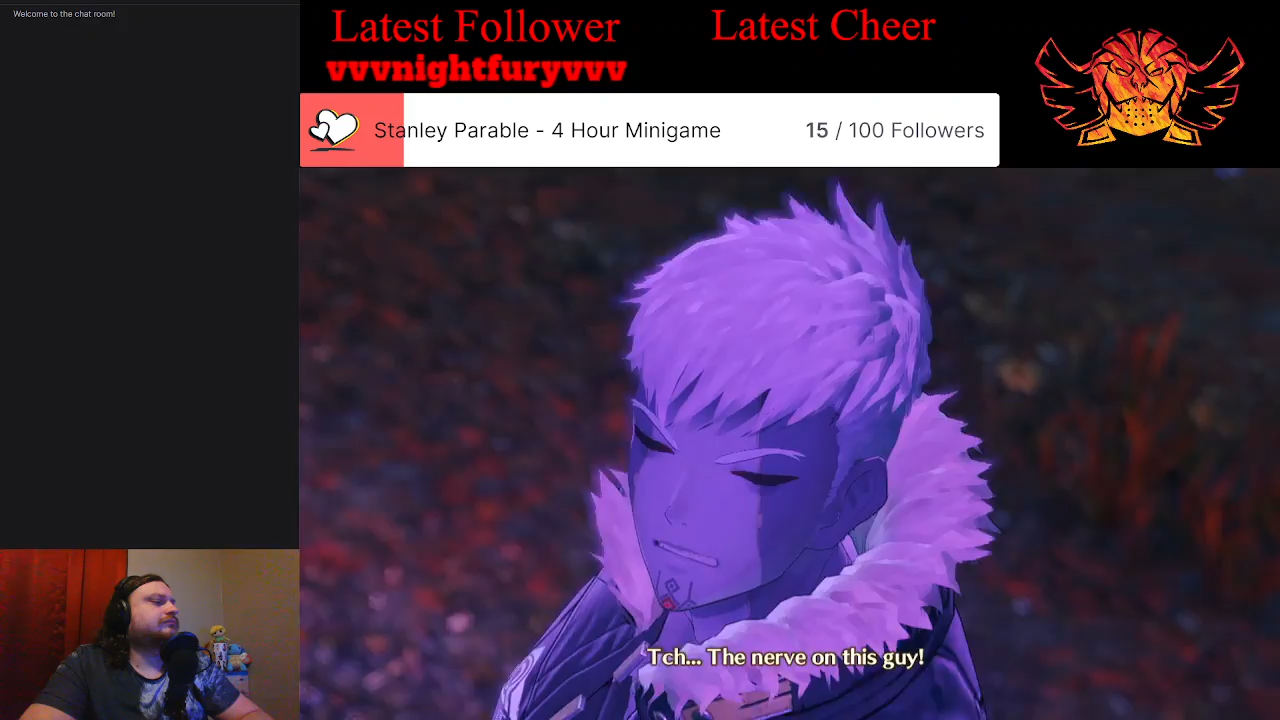 Welcome to the chat room!
Latest Follower
vvvnightfuryvvv
Latest Cheer
Stanley Parable - 4 Hour Minigame
15 / 100 Followers
Tch... The nerve on this guy!